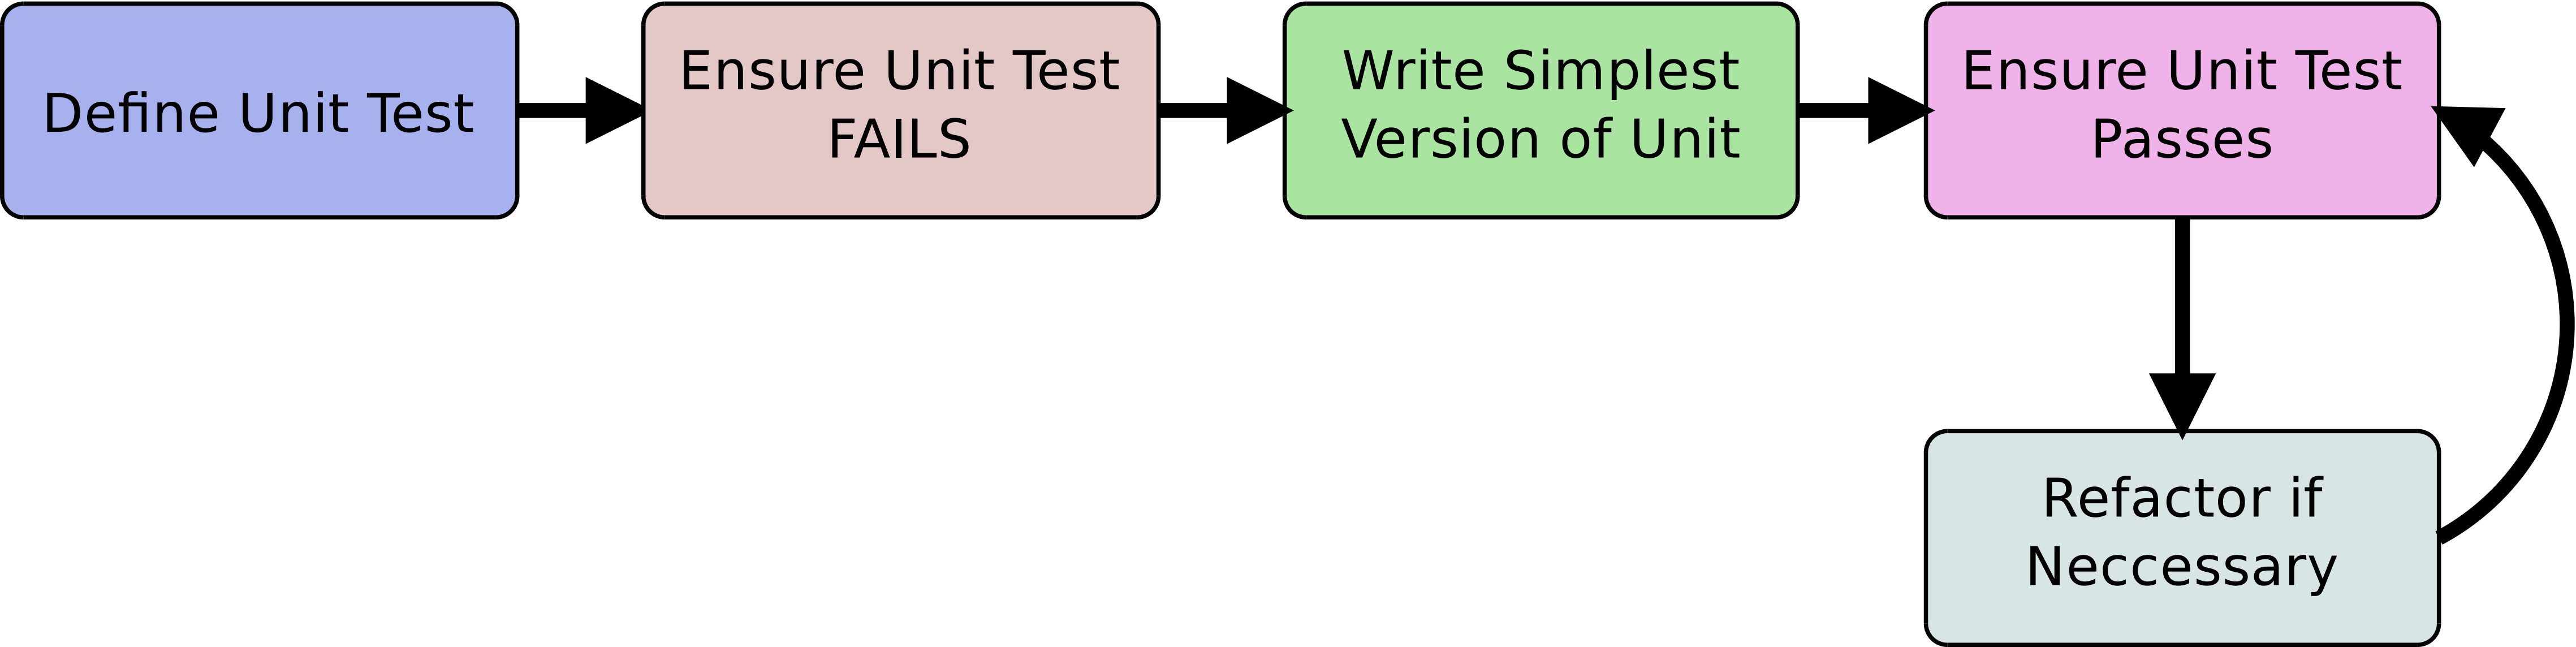 Define Unit Test
Ensure Unit Test
FAILS
Write Simplest
Version of Unit
Ensure Unit Test
Passes
Refactor if
Neccessary